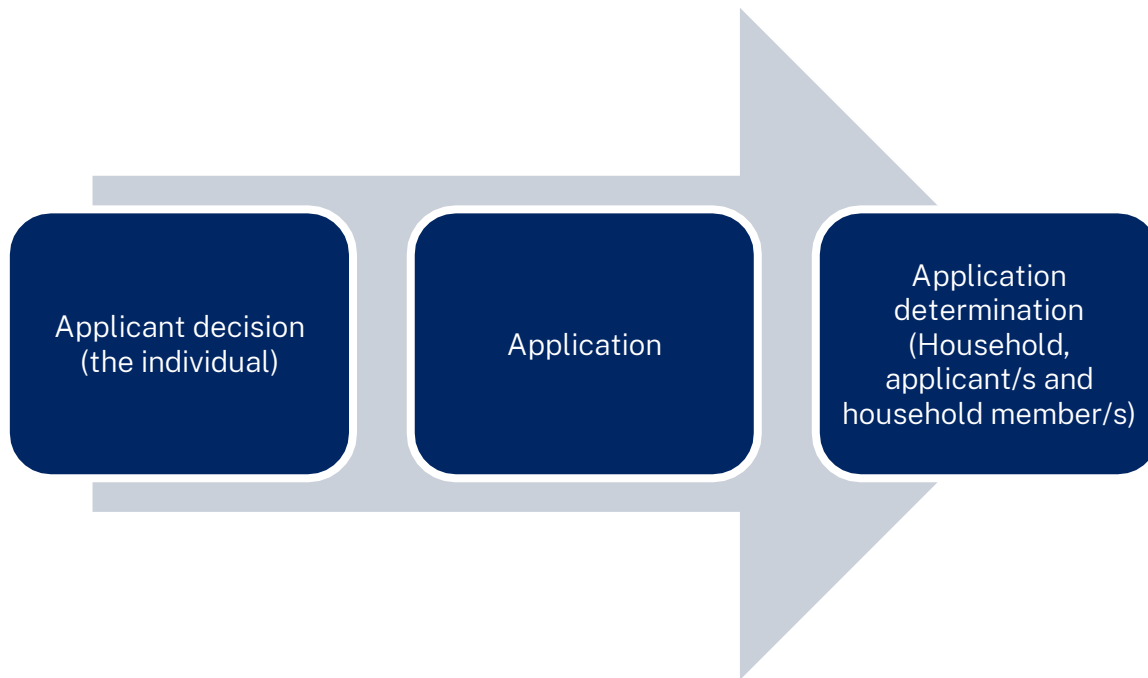 Applicant decision
(the individual)
Application
Application
determination
(Household,
applicant/s and
household member/s)